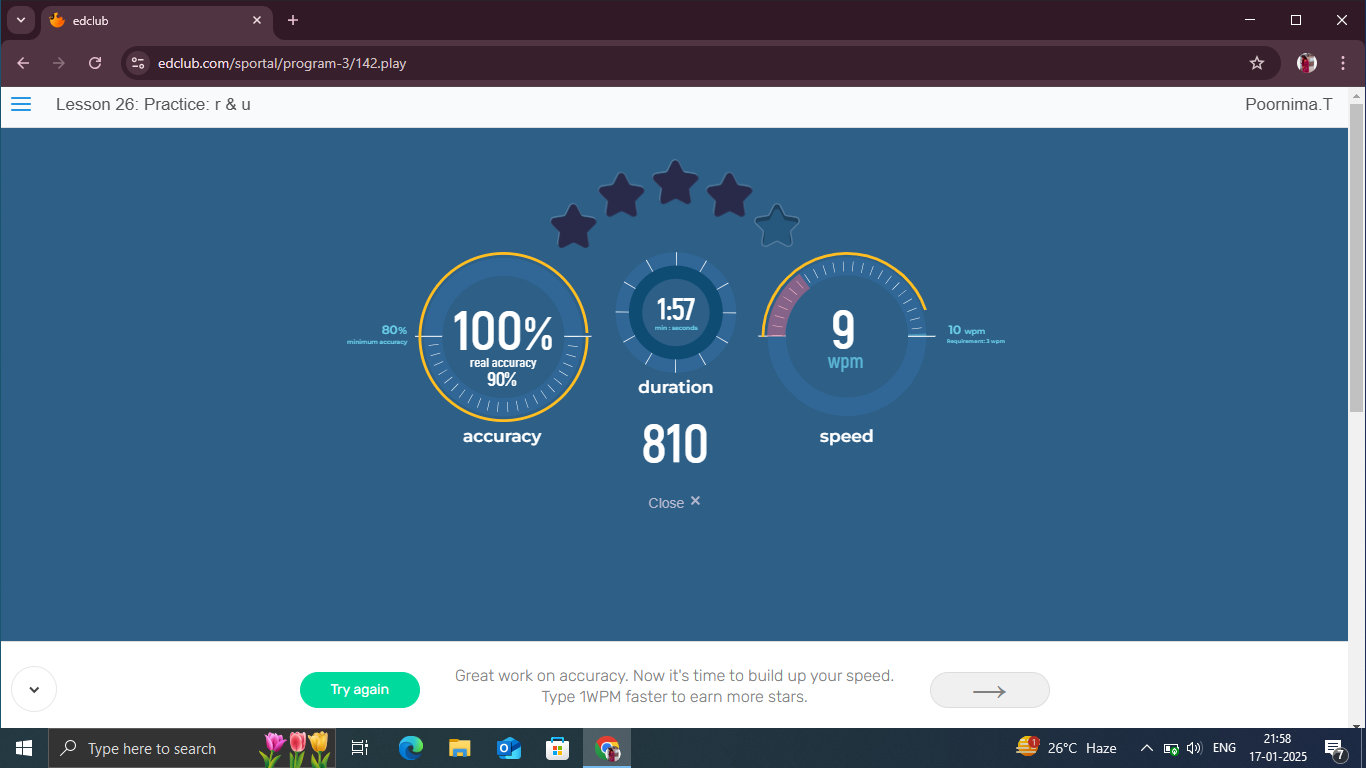 edclub
edclub.com/sportal/program-3/142.play
Lesson 26: Practice: r & u
Poornima.T
80%
minimum accuracy
100%
real accuracy
90%
accuracy
1:57
min : seconds
duration
810
9
wpm
speed
10 wpm
Requirement: 3 wpm
Close ×
Try again
Great work on accuracy. Now it's time to build up your speed.
Type 1WPM faster to earn more stars.
Type here to search
1
26°C Haze
ENG
21:58
17-01-2025
7